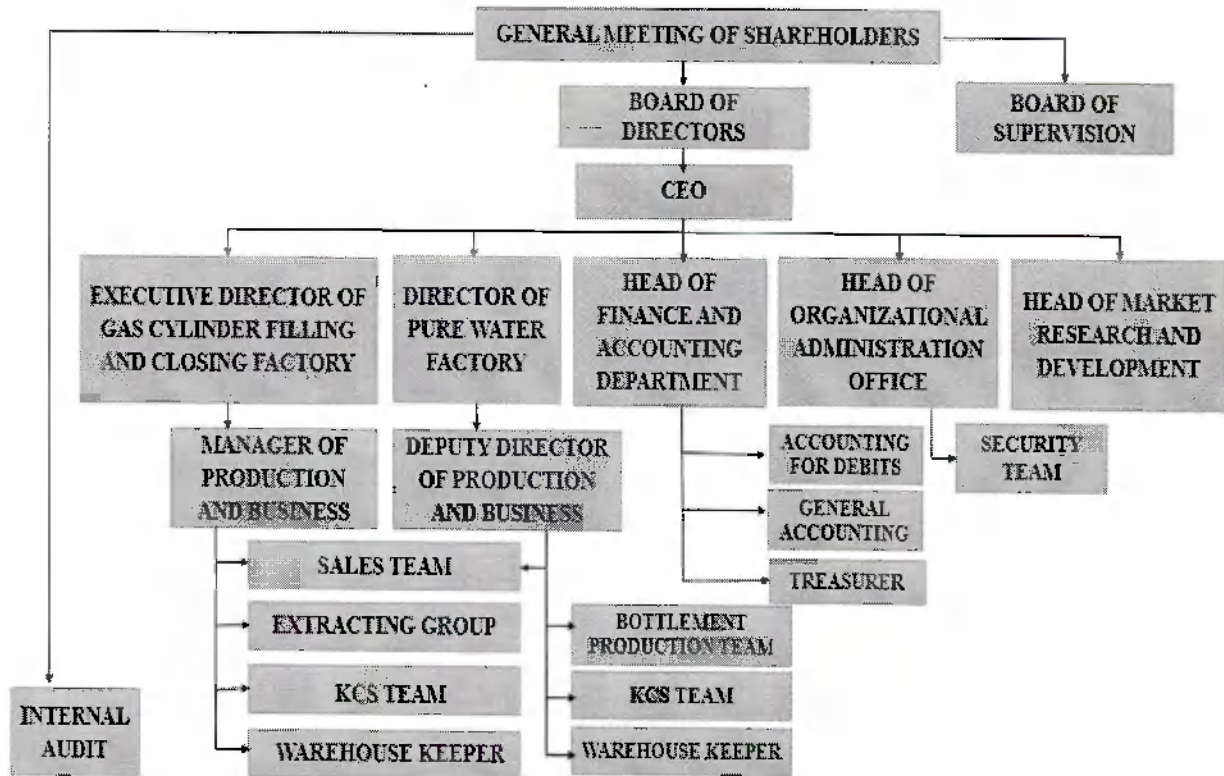 GENERAL MEETING OF SHAREHOLDERS
BOARD OF
DIRECTORS
BOARD OF
SUPERVISION
CEO
EXECUTIVE DIRECTOR OF
GAS CYLINDER FILLING
AND CLOSING FACTORY
DIRECTOR OF
PURE WATER
FACTORY
HEAD OF
FINANCE AND
ACCOUNTING
DEPARTMENT
HEAD OF
ORGANIZATIONAL
ADMINISTRATION
OFFICE
HEAD OF MARKET
RESEARCH AND
DEVELOPMENT
MANAGER OF
PRODUCTION
AND BUSINESS
DEPUTY DIRECTOR
OF PRODUCTION
AND BUSINESS
ACCOUNTING
FOR DEBITS
SECURITY
TEAM
GENERAL
ACCOUNTING
TREASURER
SALES TEAM
EXTRACTING GROUP
BOTTLEMENT
PRODUCTION TEAM
KCS TEAM
KCS TEAM
WAREHOUSE KEEPER
WAREHOUSE KEEPER
INTERNAL
AUDIT